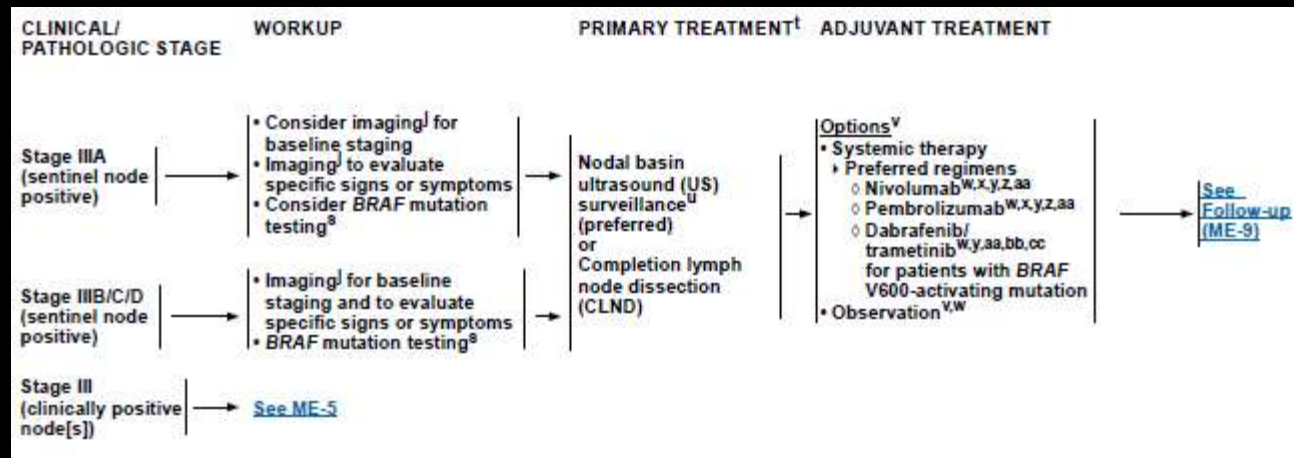 CLINICAL/
PATHOLOGIC STAGE
WORKUP
PRIMARY TREATMENTt
ADJUVANT TREATMENT
Stage IIIA
(sentinel node
positive)
• Consider imagingj for
baseline staging
• Imagingj to evaluate
specific signs or symptoms
• Consider BRAF mutation
testings
Stage IIIB/C/D
(sentinel node
positive)
• Imagingj for baseline
staging and to evaluate
specific signs or symptoms
• BRAF mutation testings
Nodal basin
ultrasound (US)
surveillanceu
(preferred)
or
Completion lymph
node dissection
(CLND)
Optionsv
• Systemic therapy
▸ Preferred regimens
◊ Nivolumabw,x,y,z,aa
◊ Pembrolizumabw,x,y,z,aa
◊ Dabrafenib/
trametinibw,y,aa,bb,cc
for patients with BRAF
V600-activating mutation
• Observationv,w
See
Follow-up
(ME-9)
Stage III
(clinically positive
node[s])
See ME-5